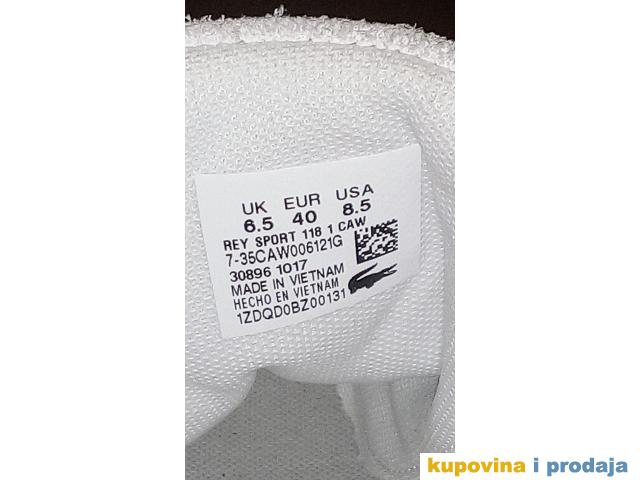 UK EUR USA
6.5 40 8.5
REY SPORT 118 1 CAW
7-35CAW006121G
30896 1017
MADE IN VIETNAM
HECHO EN VIETNAM
1ZDQD0BZ00131
kupovina i prodaja